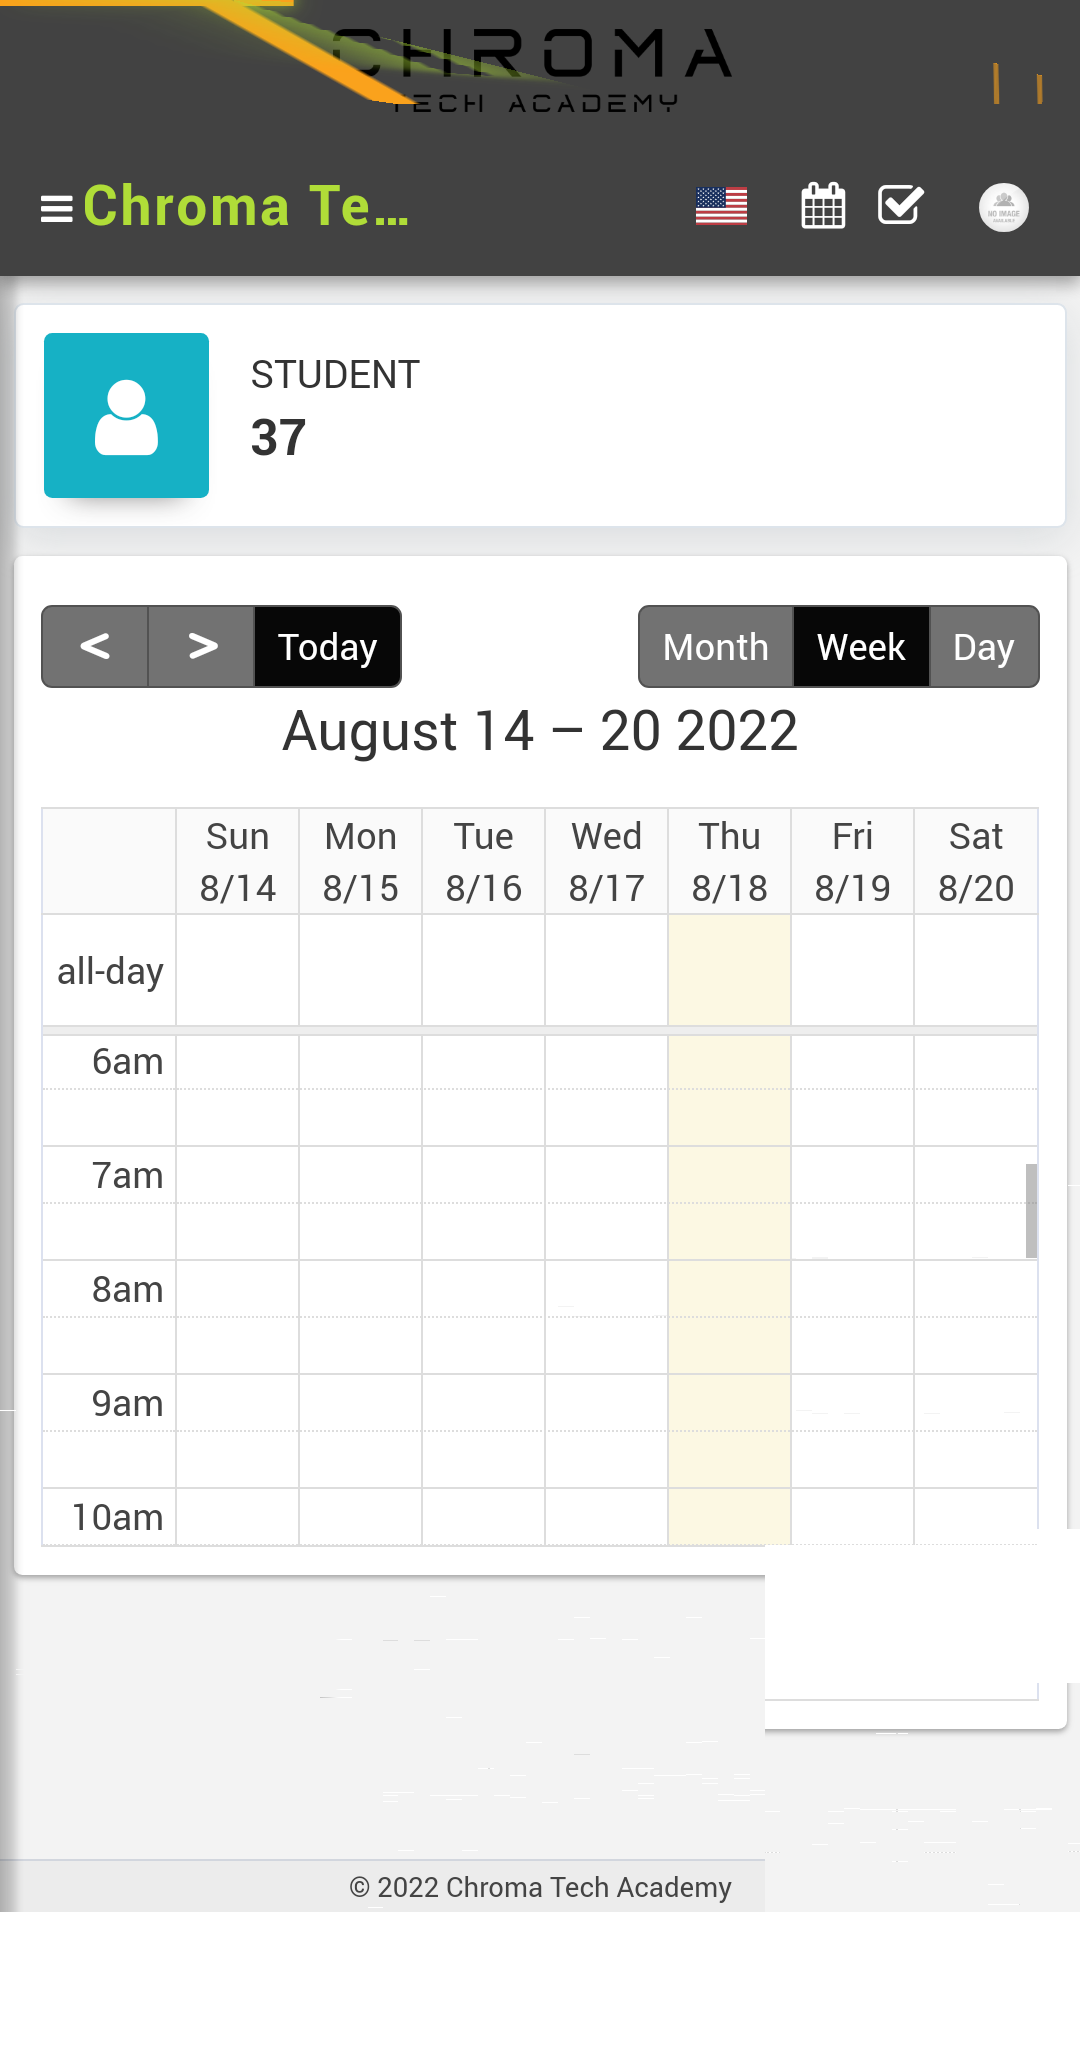 CHROMA
TECH ACADEMY
Chroma Te...
NO IMAGE
AVAILABLE
STUDENT
37
< > Today Month Week Day
August 14 – 20 2022
Sun Mon Tue Wed Thu Fri Sat
8/14 8/15 8/16 8/17 8/18 8/19 8/20
all-day
6am
7am
8am
9am
10am
© 2022 Chroma Tech Academy